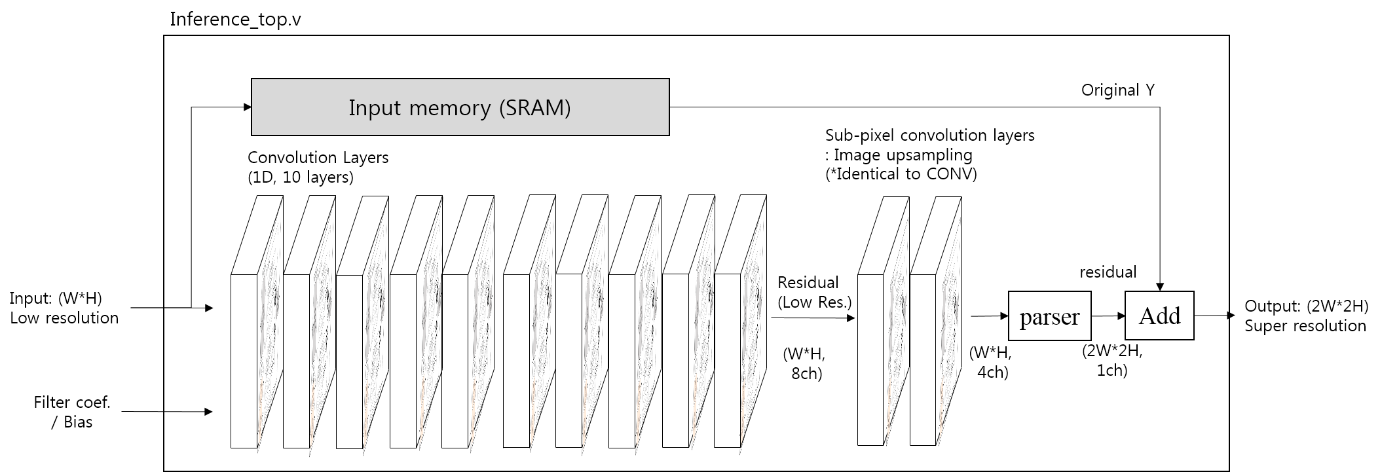 Inference_top.v
Input memory (SRAM)
Original Y
Convolution Layers
(1D, 10 layers)
Sub-pixel convolution layers
: Image upsampling
(*Identical to CONV)
Input: (W*H)
Low resolution
Filter coef.
/ Bias
Residual
(Low Res.)
(W*H,
8ch)
(W*H,
4ch)
parser
residual
(2W*2H,
1ch)
Add
Output: (2W*2H)
Super resolution